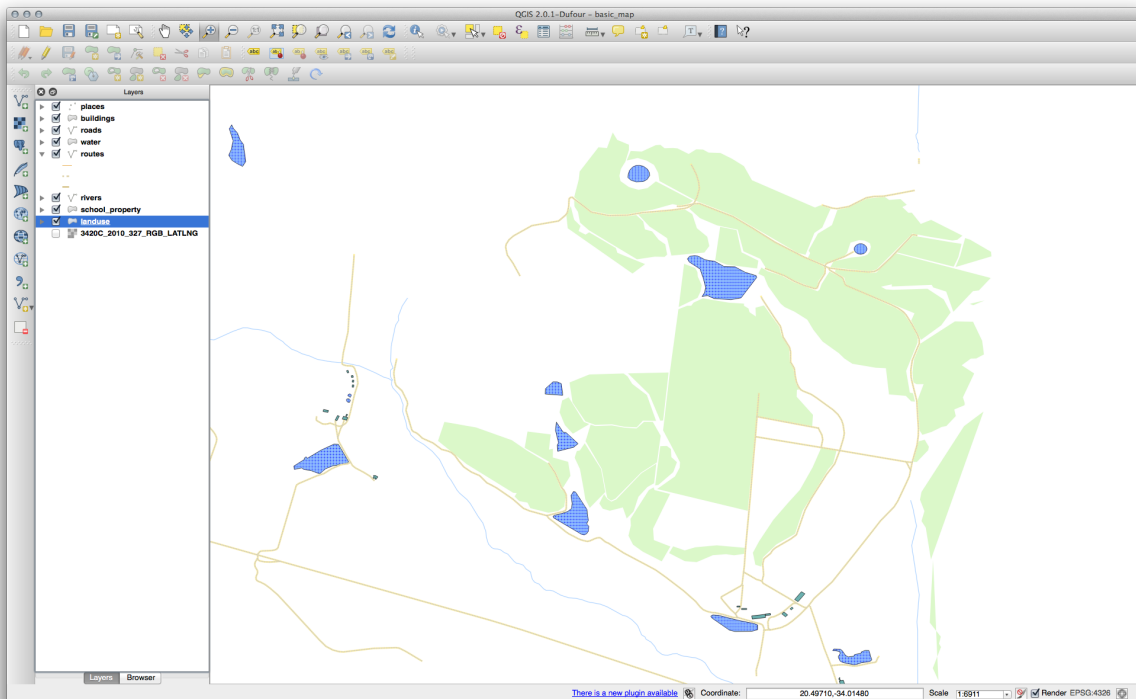 QGIS 2.0.1-Dufour - basic_map
Layers
places
buildings
roads
water
routes
rivers
school_property
landuse
3420C_2010_327_RGB_LATLNG
Layers Browser
There is a new plugin available Coordinate: 20.49710,-34.01480 Scale 1:6911 Render EPSG:4326